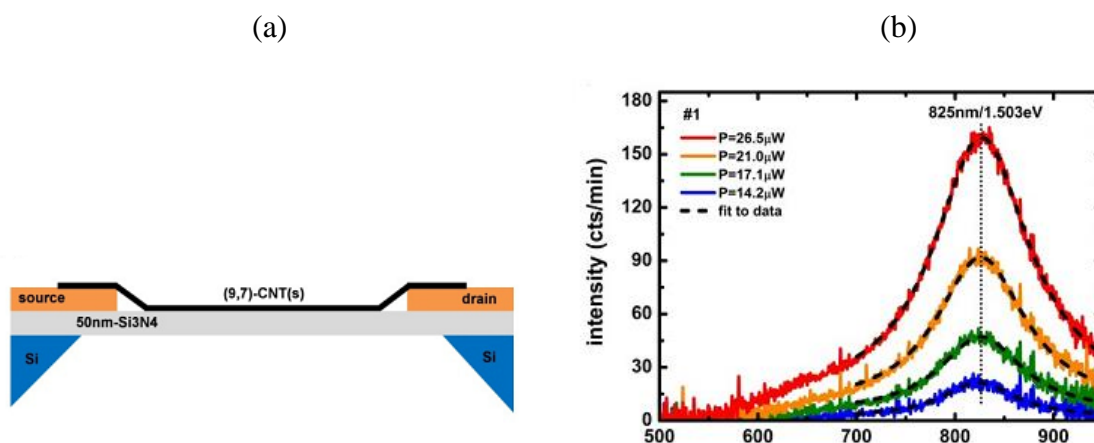 (a)
(b)
source
(9,7)-CNT(s)
drain
50nm-Si3N4
Si
Si
825nm/1.503eV
#1
P=26.5μW
P=21.0μW
P=17.1μW
P=14.2μW
fit to data
intensity (cts/min)
180
150
120
90
60
30
0
500
600
700
800
900